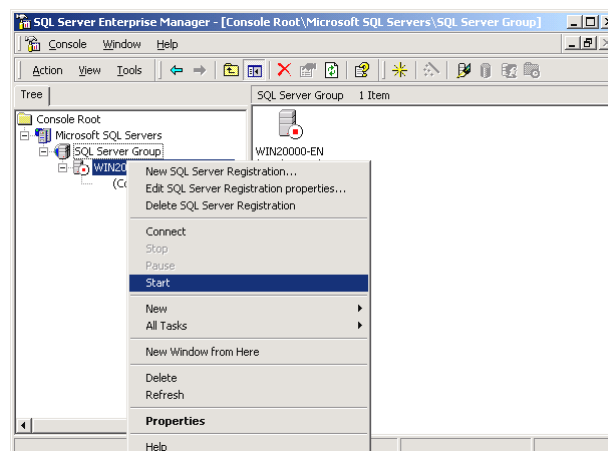 SQL Server Enterprise Manager - [Console Root\Microsoft SQL Servers\SQL Server Group]
Console Window Help
Action View Tools
Tree
SQL Server Group 1 Item
Console Root
Microsoft SQL Servers
SQL Server Group
WIN20
(Co
WIN20000-EN
New SQL Server Registration...
Edit SQL Server Registration properties...
Delete SQL Server Registration
Connect
Stop
Pause
Start
New
All Tasks
New Window from Here
Delete
Refresh
Properties
Help